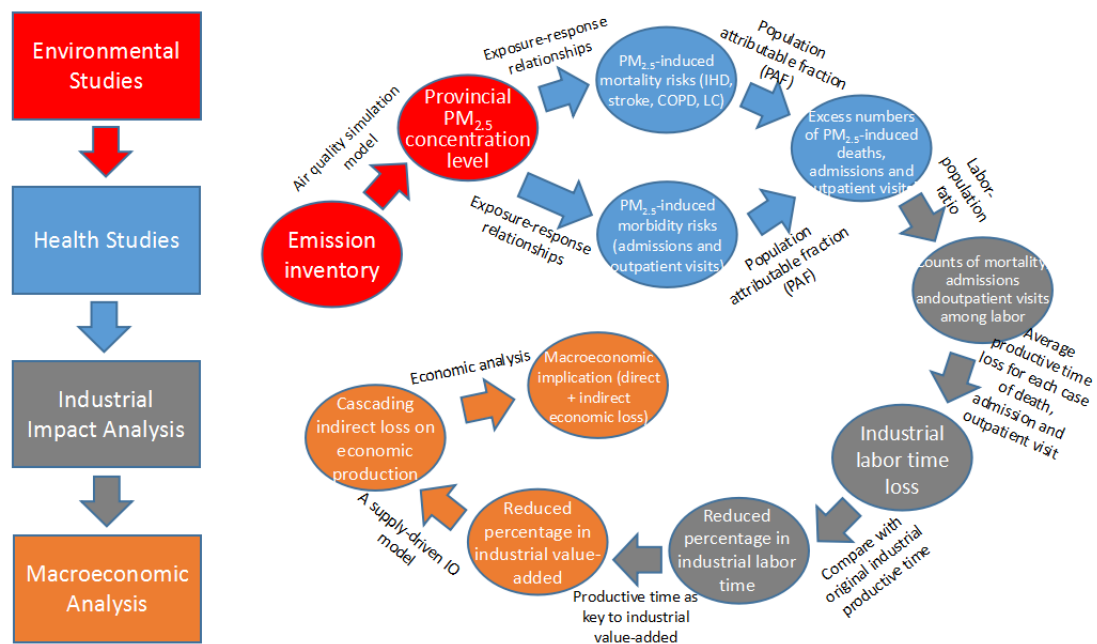 Environmental
Studies
Health Studies
Industrial
Impact Analysis
Macroeconomic
Analysis
Emission
inventory
Air quality simulation
model
Provincial
PM2.5
concentration
level
Exposure-response
relationships
PM2.5-induced
mortality risks (IHD,
stroke, COPD, LC)
Population
attributable fraction
(PAF)
Exposure-response
relationships
PM2.5-induced
morbidity risks
(admissions and
outpatient visits)
Population
attributable fraction
(PAF)
Excess numbers
of PM2.5-induced
deaths,
admissions and
outpatient visits
Labor-
population
ratio
Counts of mortality,
admissions
andoutpatient visits
among labor
Average
productive time
loss for each case
of death,
admission and
outpatient visit
Industrial
labor time
loss
Compare with
original industrial
productive time
Reduced
percentage in
industrial labor
time
Productive time as
key to industrial
value-added
Reduced
percentage in
industrial value-
added
A supply-driven IO
model
Cascading
indirect loss on
economic
production
Economic analysis
Macroeconomic
implication (direct
+ indirect
economic loss)